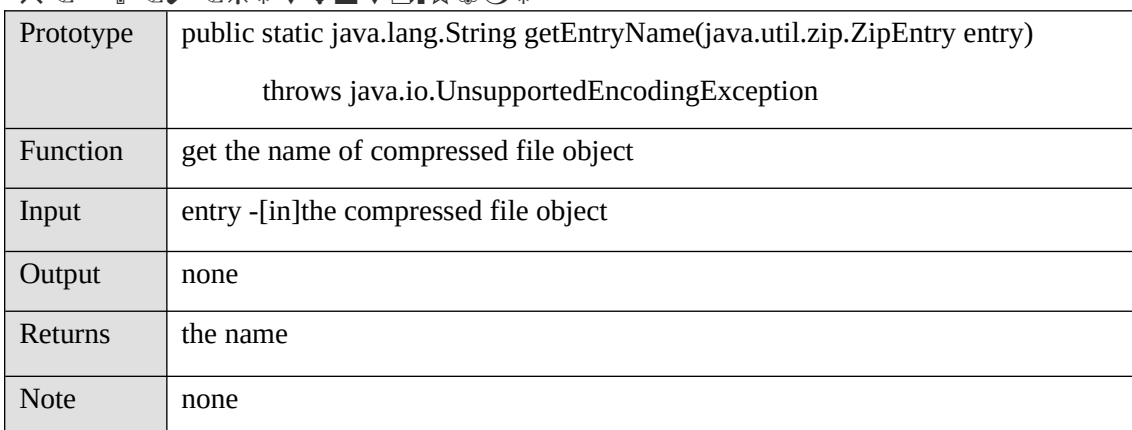 Prototype public static java.lang.String getEntryName(java.util.zip.ZipEntry entry)
throws java.io.UnsupportedEncodingException
Function get the name of compressed file object
Input entry -[in]the compressed file object
Output none
Returns the name
Note none